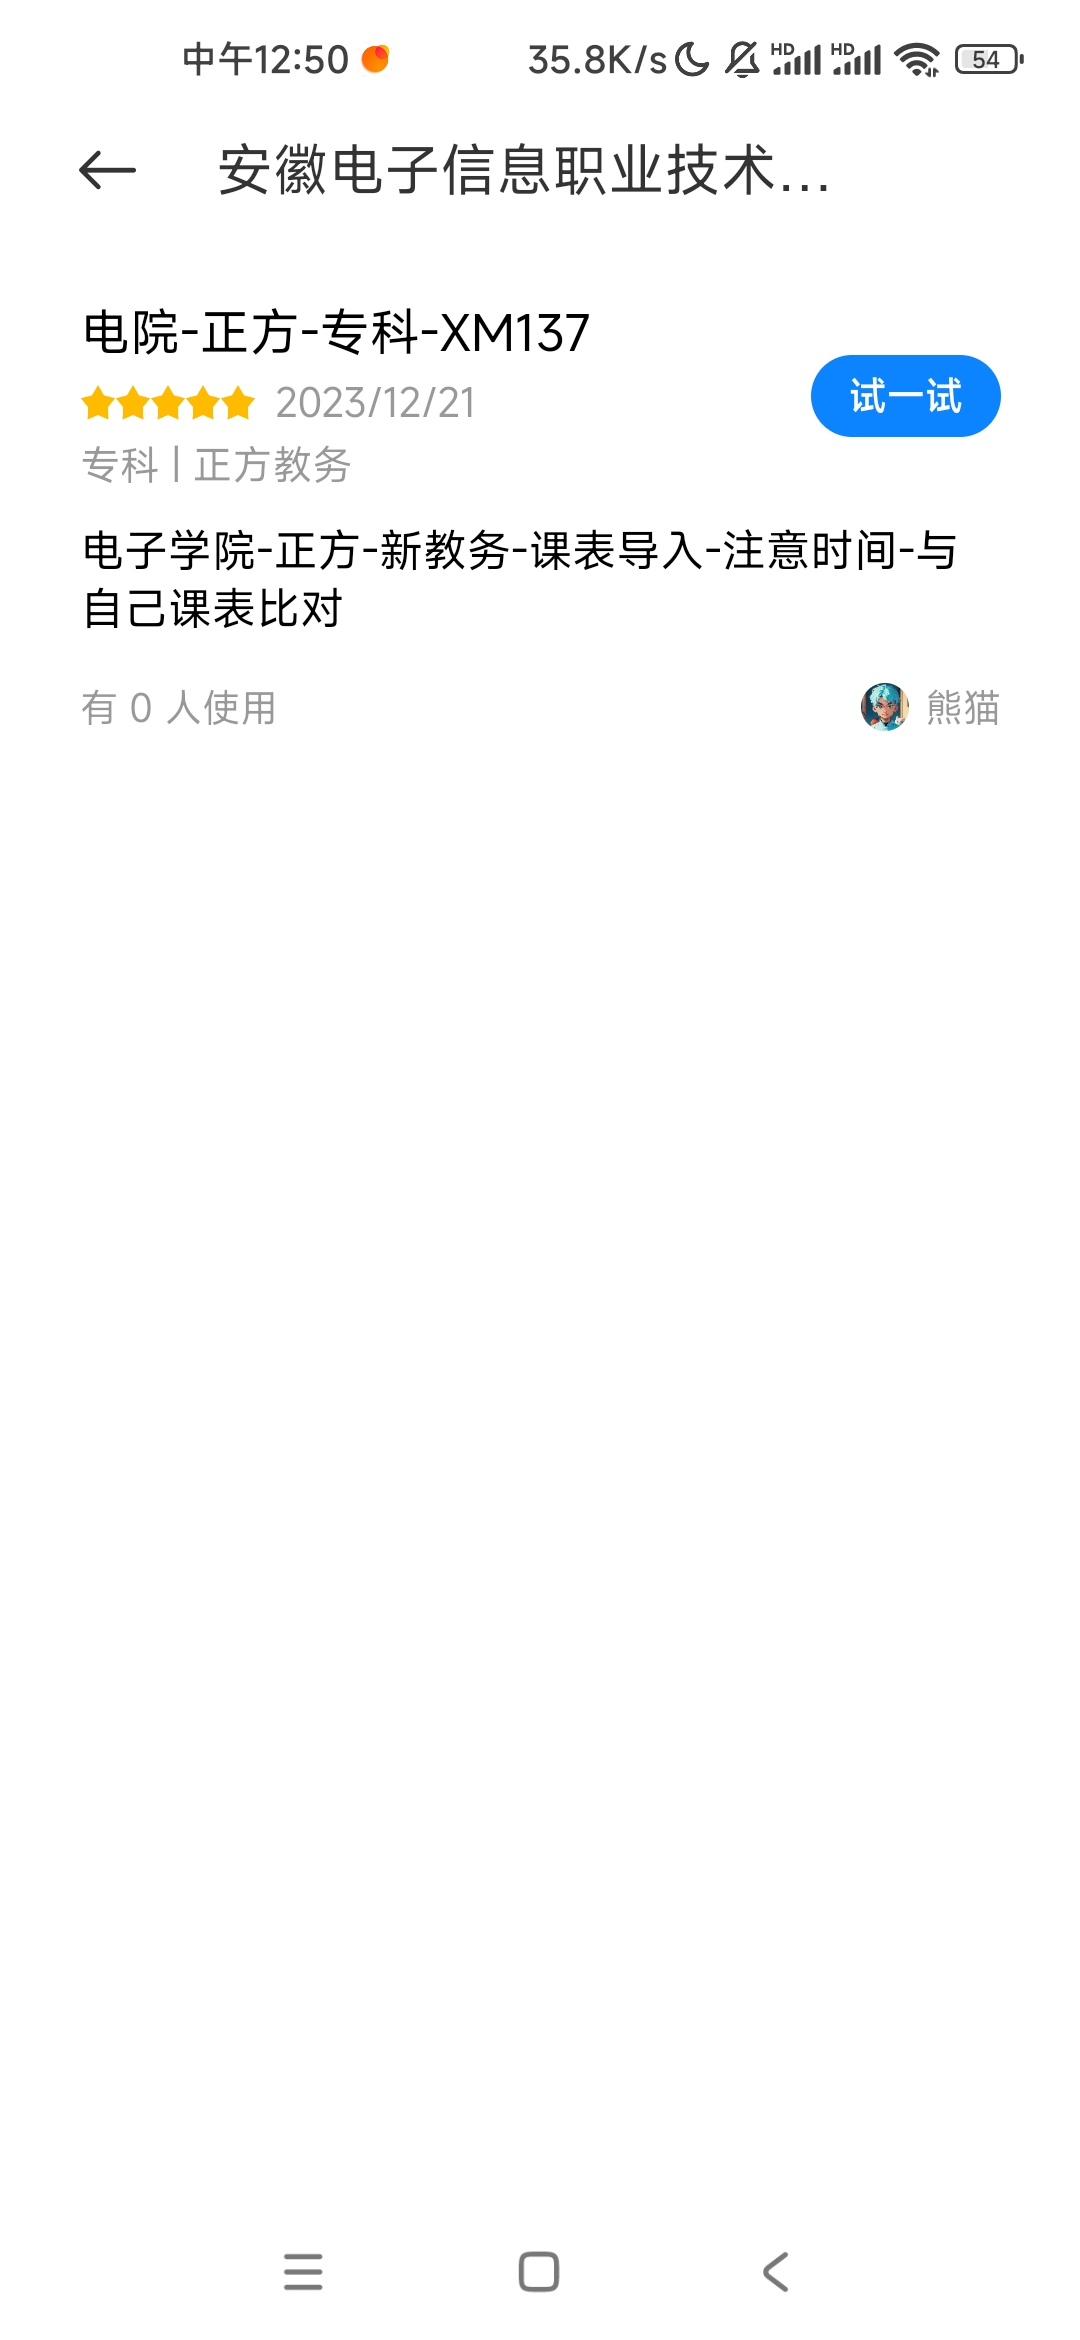 中午12:50 35.8K/s HD HD 54
安徽电子信息职业技术...
电院-正方-专科-XM137
2023/12/21
试一试
专科 | 正方教务
电子学院-正方-新教务-课表导入-注意时间-与
自己课表比对
有 0 人使用
熊猫